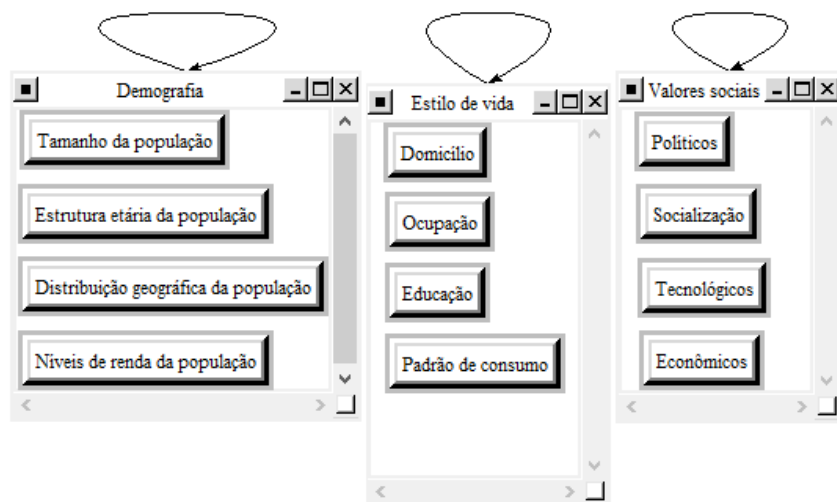 Demografia
Tamanho da população
Estrutura etária da população
Distribuição geográfica da população
Niveis de renda da população
Estilo de vida
Domicílio
Ocupação
Educação
Padrão de consumo
Valores sociais
Políticos
Socialização
Tecnológicos
Econômicos